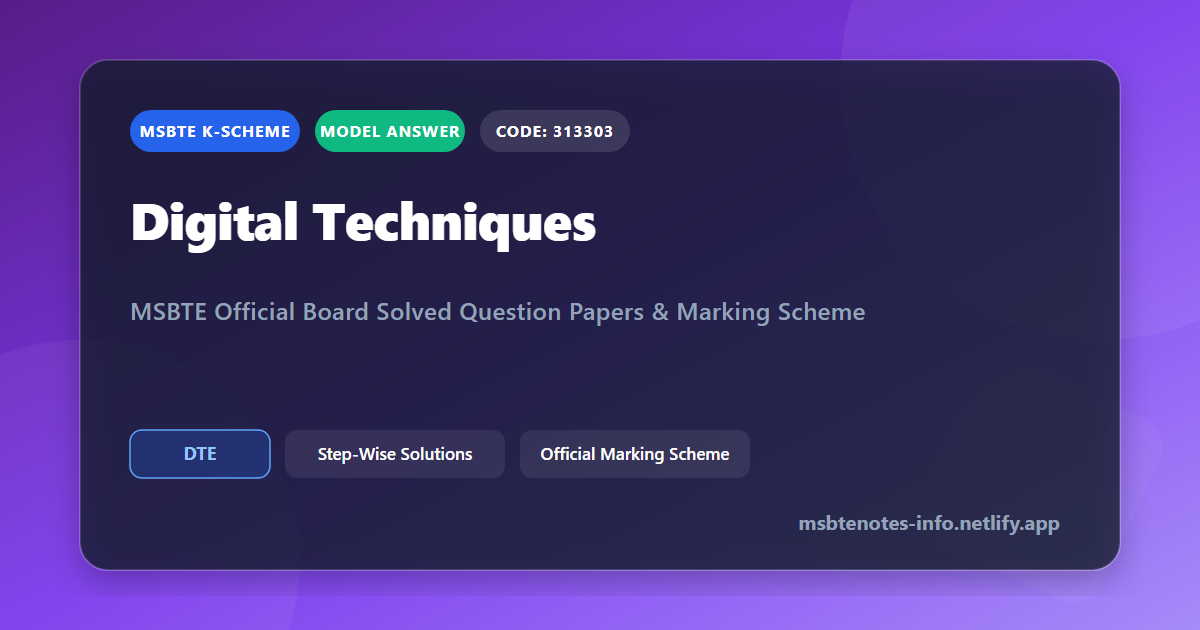 MSBTE K-SCHEME MODEL ANSWER CODE: 313303
Digital Techniques
MSBTE Official Board Solved Question Papers & Marking Scheme
DTE Step-Wise Solutions Official Marking Scheme
msbtenotes-info.netlify.app